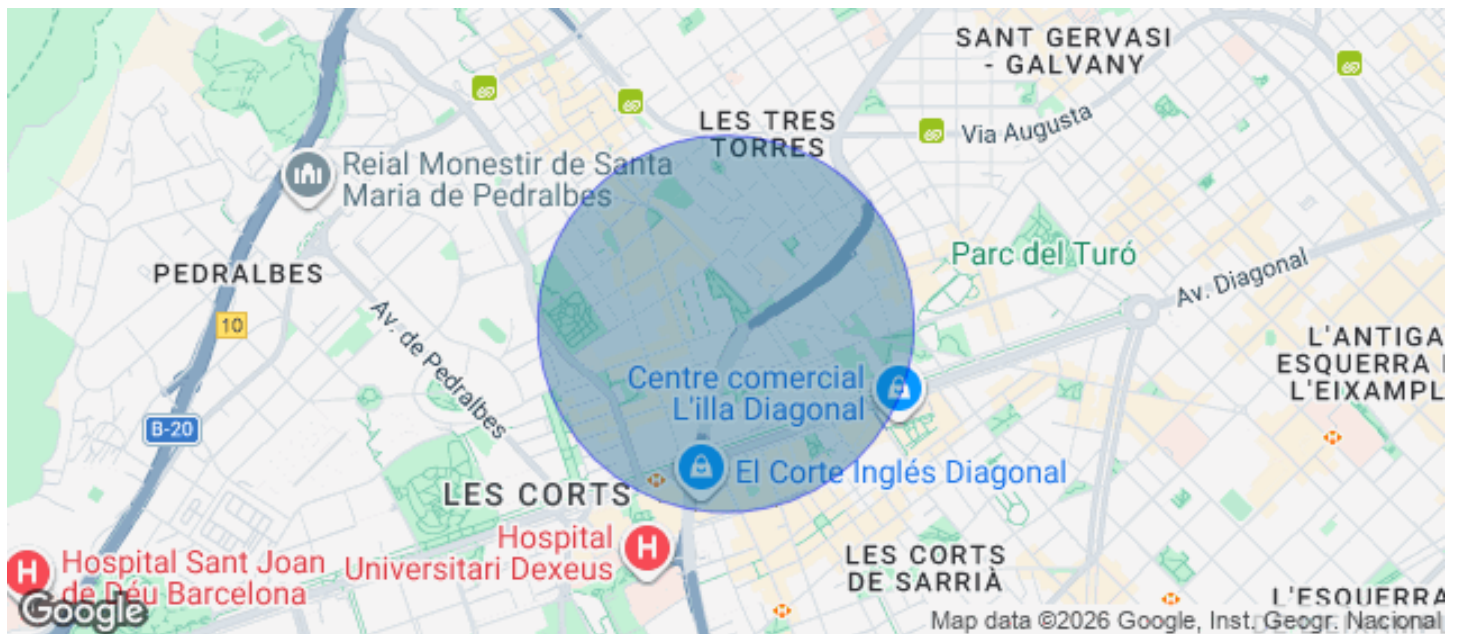 SANT GERVASI
- GALVANY
LES TRES
TORRES
Via Augusta
Reial Monestir de Santa
Maria de Pedralbes
PEDRALBES
Parc del Turó
Av. Diagonal
10
Av. de Pedralbes
L'ANTIGA
ESQUERRA
L'EIXAMPL
Centre comercial
L'illa Diagonal
B-20
El Corte Inglés Diagonal
LES CORTS
Hospital
Universitari Dexeus
H
LES CORTS
DE SARRIÀ
H
Hospital Sant Joan
de Déu Barcelona
L'ESQUERRA
Google
Map data ©2026 Google, Inst. Geogr. Nacional